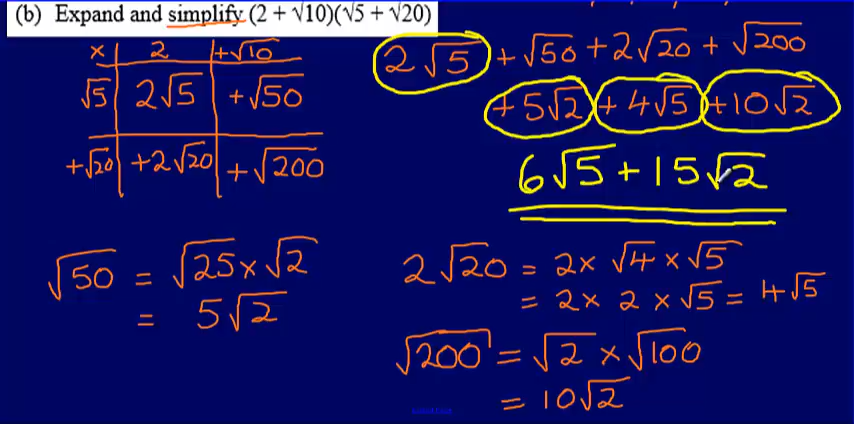 (b) Expand and simplify (2 + √10)(√5 + √20)
× 2 +√10
√5 2√5 +√50
+√20 +2√20 +√200
2√5 +√50 +2√20 + √200
+5√2 +4√5 +10√2
6√5 + 15√2
√50 = √25 × √2
= 5√2
2√20 = 2× √4 × √5
= 2× 2 × √5 = 4√5
√200 = √2 × √100
= 10√2